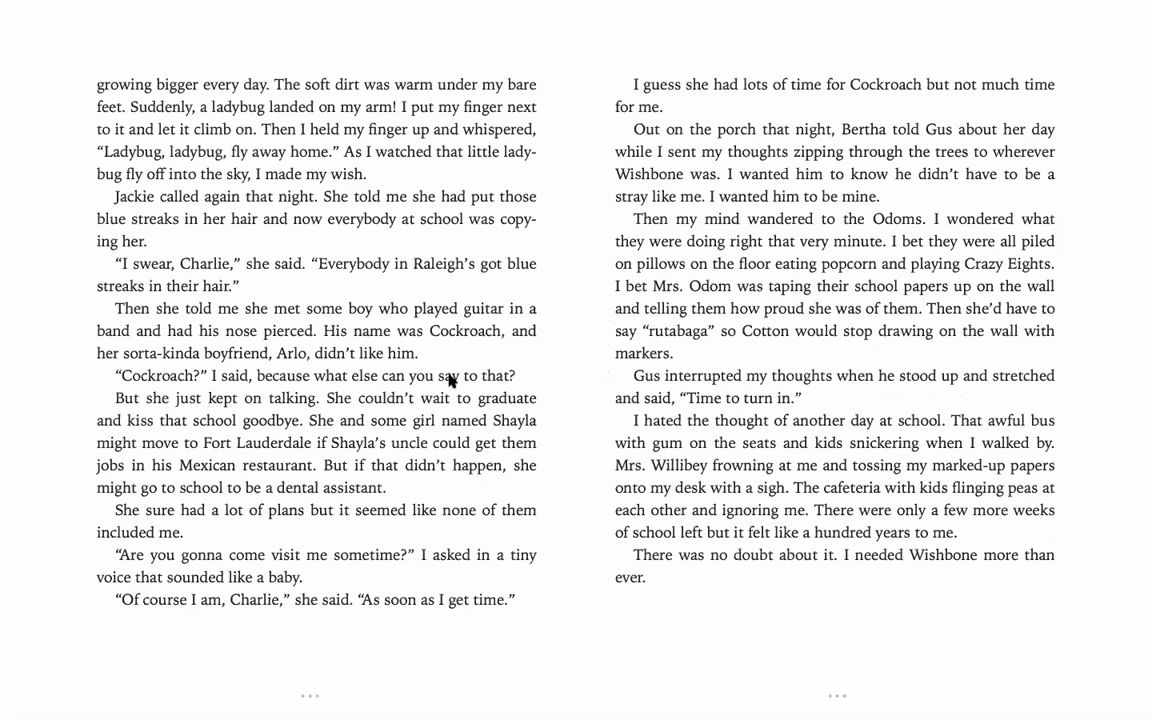 growing bigger every day. The soft dirt was warm under my bare
feet. Suddenly, a ladybug landed on my arm! I put my finger next
to it and let it climb on. Then I held my finger up and whispered,
“Ladybug, ladybug, fly away home.” As I watched that little lady-
bug fly off into the sky, I made my wish.
Jackie called again that night. She told me she had put those
blue streaks in her hair and now everybody at school was copy-
ing her.
“I swear, Charlie,” she said. “Everybody in Raleigh’s got blue
streaks in their hair.”
Then she told me she met some boy who played guitar in a
band and had his nose pierced. His name was Cockroach, and
her sorta-kinda boyfriend, Arlo, didn’t like him.
“Cockroach?” I said, because what else can you say to that?
But she just kept on talking. She couldn’t wait to graduate
and kiss that school goodbye. She and some girl named Shayla
might move to Fort Lauderdale if Shayla’s uncle could get them
jobs in his Mexican restaurant. But if that didn’t happen, she
might go to school to be a dental assistant.
She sure had a lot of plans but it seemed like none of them
included me.
“Are you gonna come visit me sometime?” I asked in a tiny
voice that sounded like a baby.
“Of course I am, Charlie,” she said. “As soon as I get time.”
I guess she had lots of time for Cockroach but not much time
for me.
Out on the porch that night, Bertha told Gus about her day
while I sent my thoughts zipping through the trees to wherever
Wishbone was. I wanted him to know he didn’t have to be a
stray like me. I wanted him to be mine.
Then my mind wandered to the Odoms. I wondered what
they were doing right that very minute. I bet they were all piled
on pillows on the floor eating popcorn and playing Crazy Eights.
I bet Mrs. Odom was taping their school papers up on the wall
and telling them how proud she was of them. Then she’d have to
say “rutabaga” so Cotton would stop drawing on the wall with
markers.
Gus interrupted my thoughts when he stood up and stretched
and said, “Time to turn in.”
I hated the thought of another day at school. That awful bus
with gum on the seats and kids snickering when I walked by.
Mrs. Willibey frowning at me and tossing my marked-up papers
onto my desk with a sigh. The cafeteria with kids flinging peas at
each other and ignoring me. There were only a few more weeks
of school left but it felt like a hundred years to me.
There was no doubt about it. I needed Wishbone more than
ever.